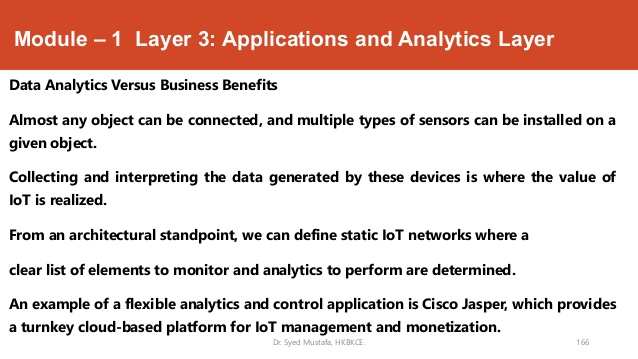 Module – 1 Layer 3: Applications and Analytics Layer
Data Analytics Versus Business Benefits
Almost any object can be connected, and multiple types of sensors can be installed on a
given object.
Collecting and interpreting the data generated by these devices is where the value of
IoT is realized.
From an architectural standpoint, we can define static IoT networks where a
clear list of elements to monitor and analytics to perform are determined.
An example of a flexible analytics and control application is Cisco Jasper, which provides
a turnkey cloud-based platform for IoT management and monetization.
Dr. Syed Mustafa, HKBKCE. 166